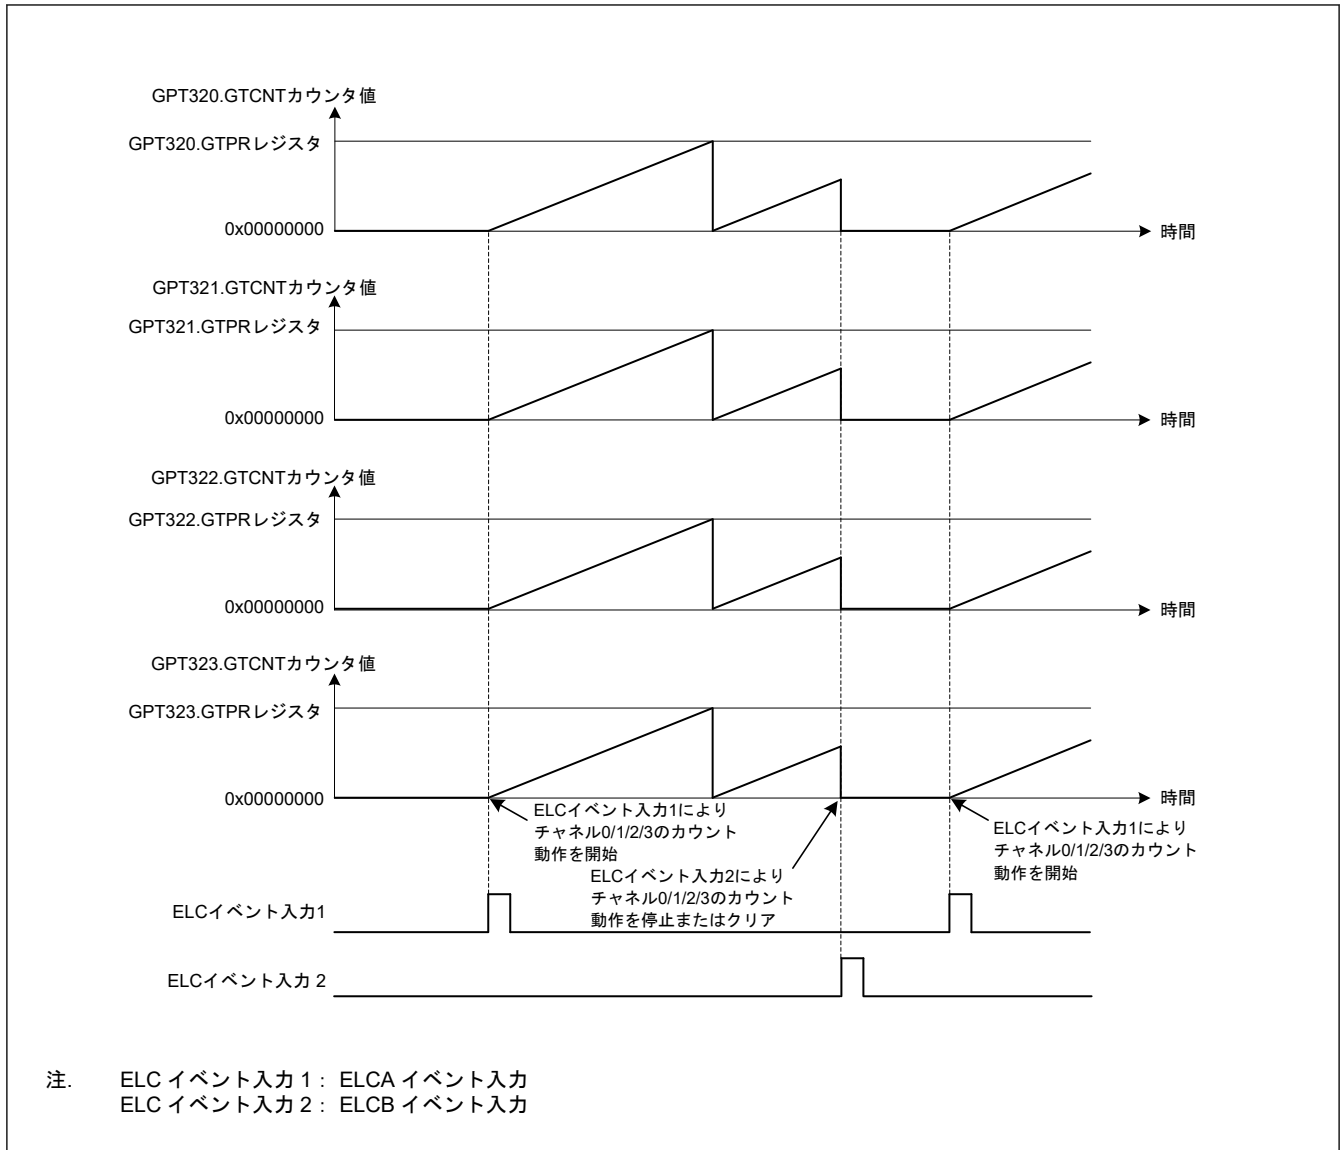 GPT320.GTCNTカウンタ値
GPT320.GTPRレジスタ
0x00000000
時間
GPT321.GTCNTカウンタ値
GPT321.GTPRレジスタ
0x00000000
時間
GPT322.GTCNTカウンタ値
GPT322.GTPRレジスタ
0x00000000
時間
GPT323.GTCNTカウンタ値
GPT323.GTPRレジスタ
0x00000000
時間
ELCイベント入力1により
チャネル0/1/2/3のカウント
動作を開始
ELCイベント入力2により
チャネル0/1/2/3のカウント
動作を停止またはクリア
ELCイベント入力1により
チャネル0/1/2/3のカウント
動作を開始
ELCイベント入力1
ELCイベント入力 2
注. ELC イベント入力 1 : ELCA イベント入力
ELC イベント入力 2 : ELCB イベント入力